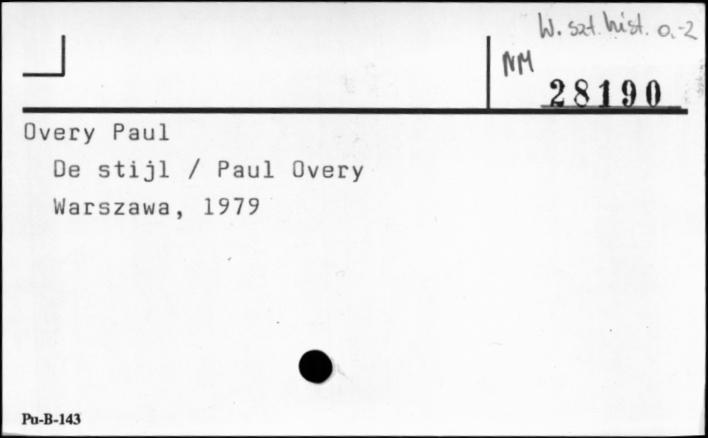 W. szt. hist. o.-2
NM
28190
Overy Paul
De stijl / Paul Overy
Warszawa, 1979
Pu-B-143